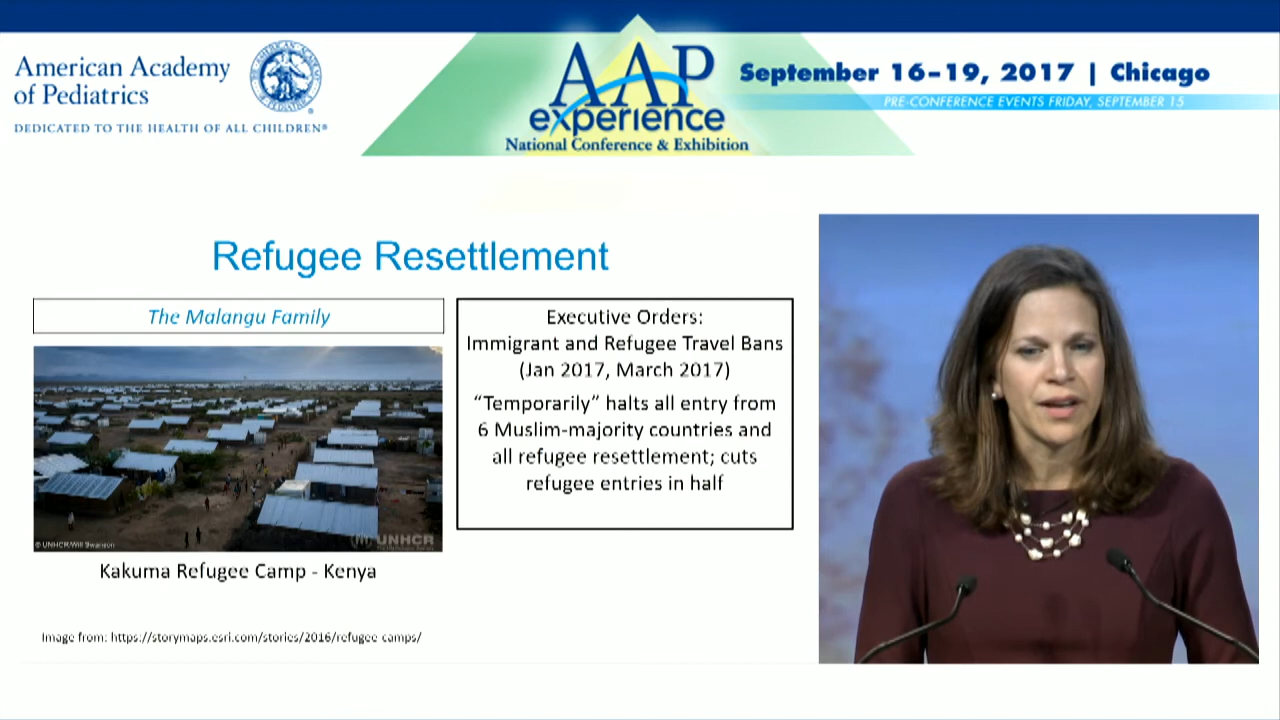 American Academy
of Pediatrics
DEDICATED TO THE HEALTH OF ALL CHILDREN®
AAP
experience
National Conference & Exhibition
September 16–19, 2017 | Chicago
PRE-CONFERENCE EVENTS FRIDAY, SEPTEMBER 15
Refugee Resettlement
The Malangu Family
© UNHCR/Will Swanson
UNHCR
Kakuma Refugee Camp - Kenya
Image from: https://storymaps.esri.com/stories/2016/refugee-camps/
Executive Orders:
Immigrant and Refugee Travel Bans
(Jan 2017, March 2017)
“Temporarily” halts all entry from
6 Muslim-majority countries and
all refugee resettlement; cuts
refugee entries in half